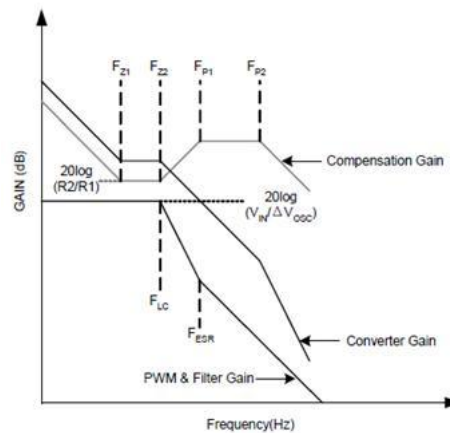 FZ1 FZ2 FP1 FP2
GAIN (dB)
20log
(R2/R1)
Compensation Gain
20log
(VIN/ΔVOSC)
FLC
FESR
Converter Gain
PWM & Filter Gain
Frequency(Hz)